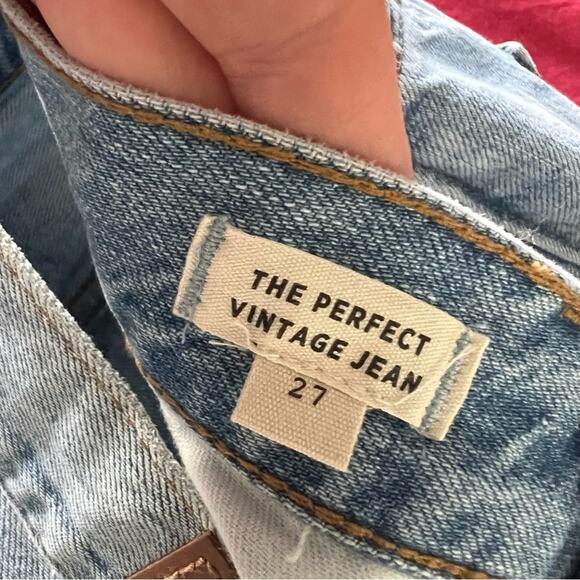 THE PERFECT
VINTAGE JEAN
27